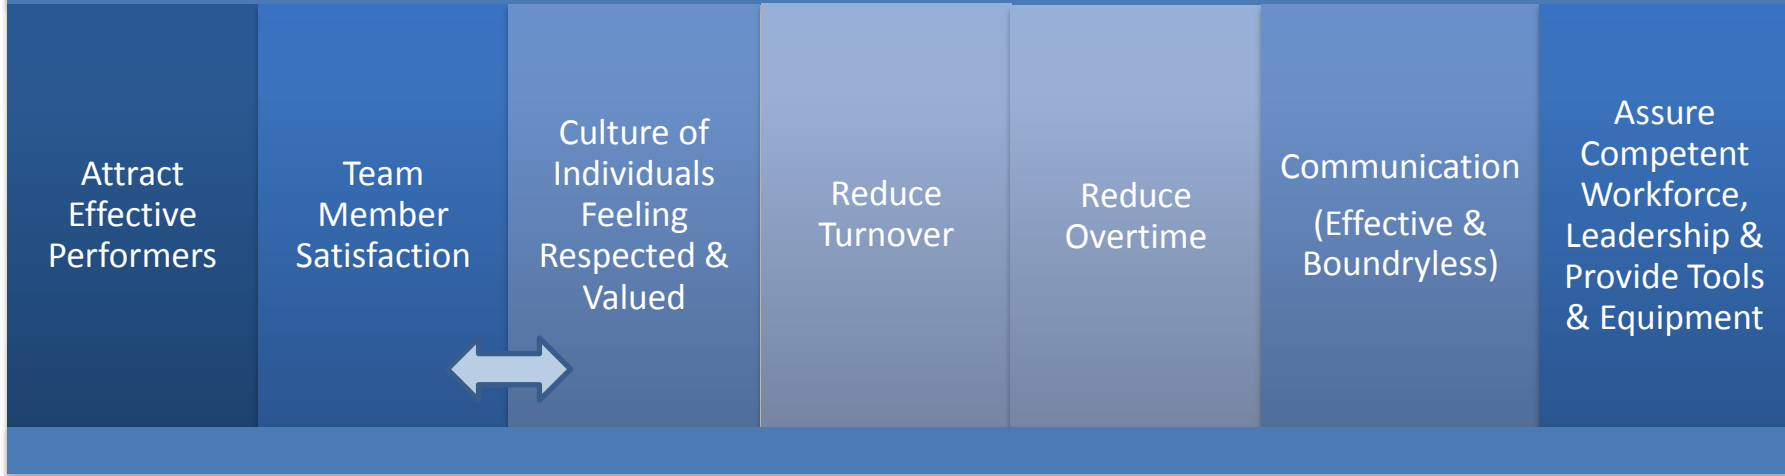 Attract
Effective
Performers
Team
Member
Satisfaction
Culture of
Individuals
Feeling
Respected &
Valued
Reduce
Turnover
Reduce
Overtime
Communication
(Effective &
Boundryless)
Assure
Competent
Workforce,
Leadership &
Provide Tools
& Equipment